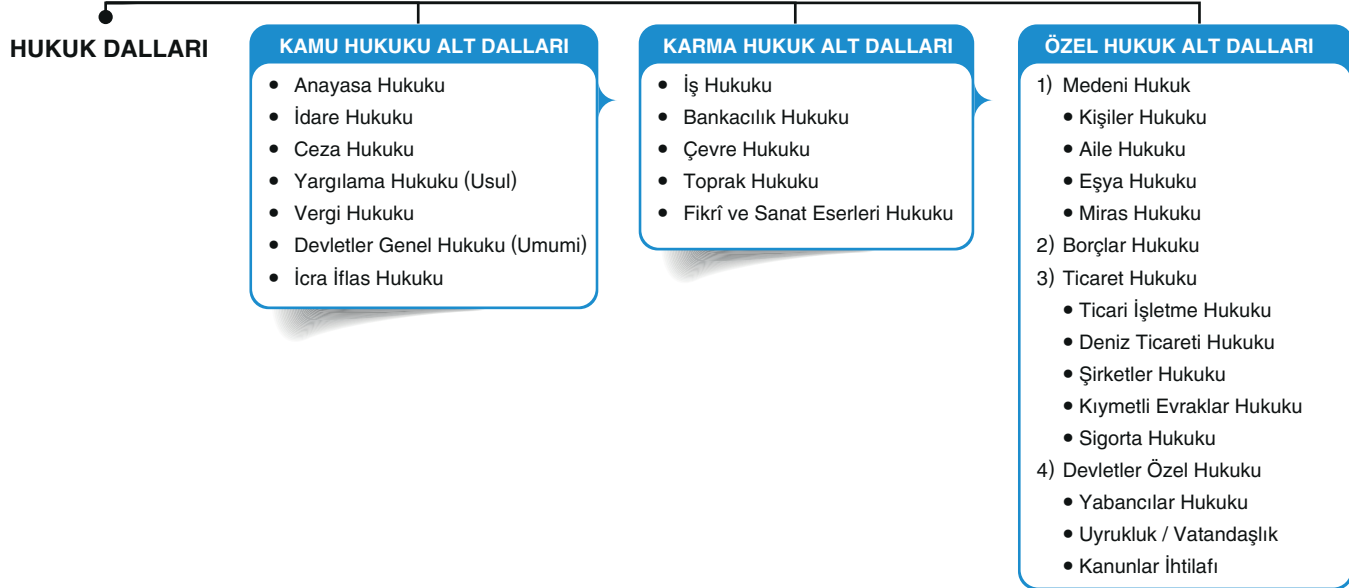 HUKUK DALLARI
KAMU HUKUKU ALT DALLARI
• Anayasa Hukuku
• İdare Hukuku
• Ceza Hukuku
• Yargılama Hukuku (Usul)
• Vergi Hukuku
• Devletler Genel Hukuku (Umumi)
• İcra İflas Hukuku
KARMA HUKUK ALT DALLARI
• İş Hukuku
• Bankacılık Hukuku
• Çevre Hukuku
• Toprak Hukuku
• Fikrî ve Sanat Eserleri Hukuku
ÖZEL HUKUK ALT DALLARI
1) Medeni Hukuk
• Kişiler Hukuku
• Aile Hukuku
• Eşya Hukuku
• Miras Hukuku
2) Borçlar Hukuku
3) Ticaret Hukuku
• Ticari İşletme Hukuku
• Deniz Ticareti Hukuku
• Şirketler Hukuku
• Kıymetli Evraklar Hukuku
• Sigorta Hukuku
4) Devletler Özel Hukuku
• Yabancılar Hukuku
• Uyrukluk / Vatandaşlık
• Kanunlar İhtilafı